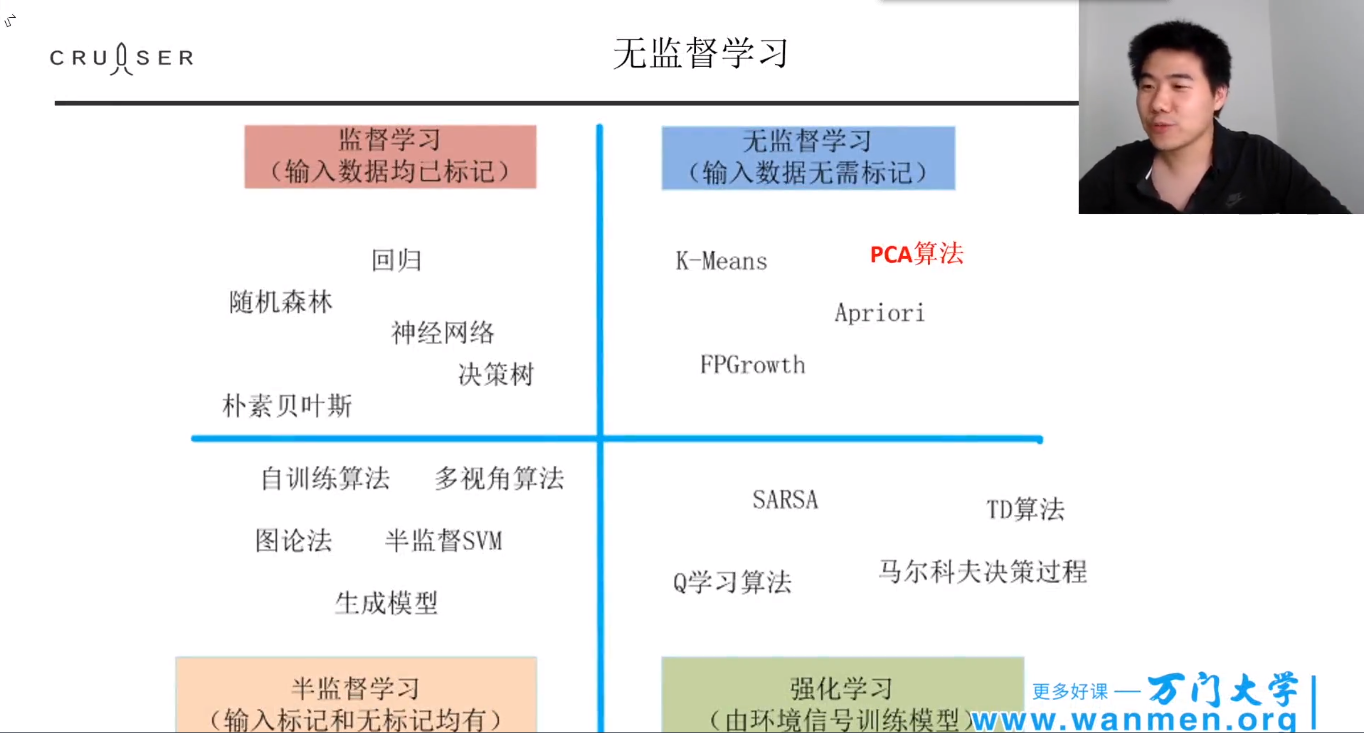 CRUISER
无监督学习
监督学习
（输入数据均已标记）
无监督学习
（输入数据无需标记）
回归
随机森林
神经网络
决策树
朴素贝叶斯
K-Means
PCA算法
Apriori
FPGrowth
自训练算法
多视角算法
图论法
半监督SVM
生成模型
SARSA
TD算法
Q学习算法
马尔科夫决策过程
半监督学习
（输入标记和无标记均有）
强化学习
（由环境信号训练模型）
更多好课 — 万门大学
www.wanmen.org